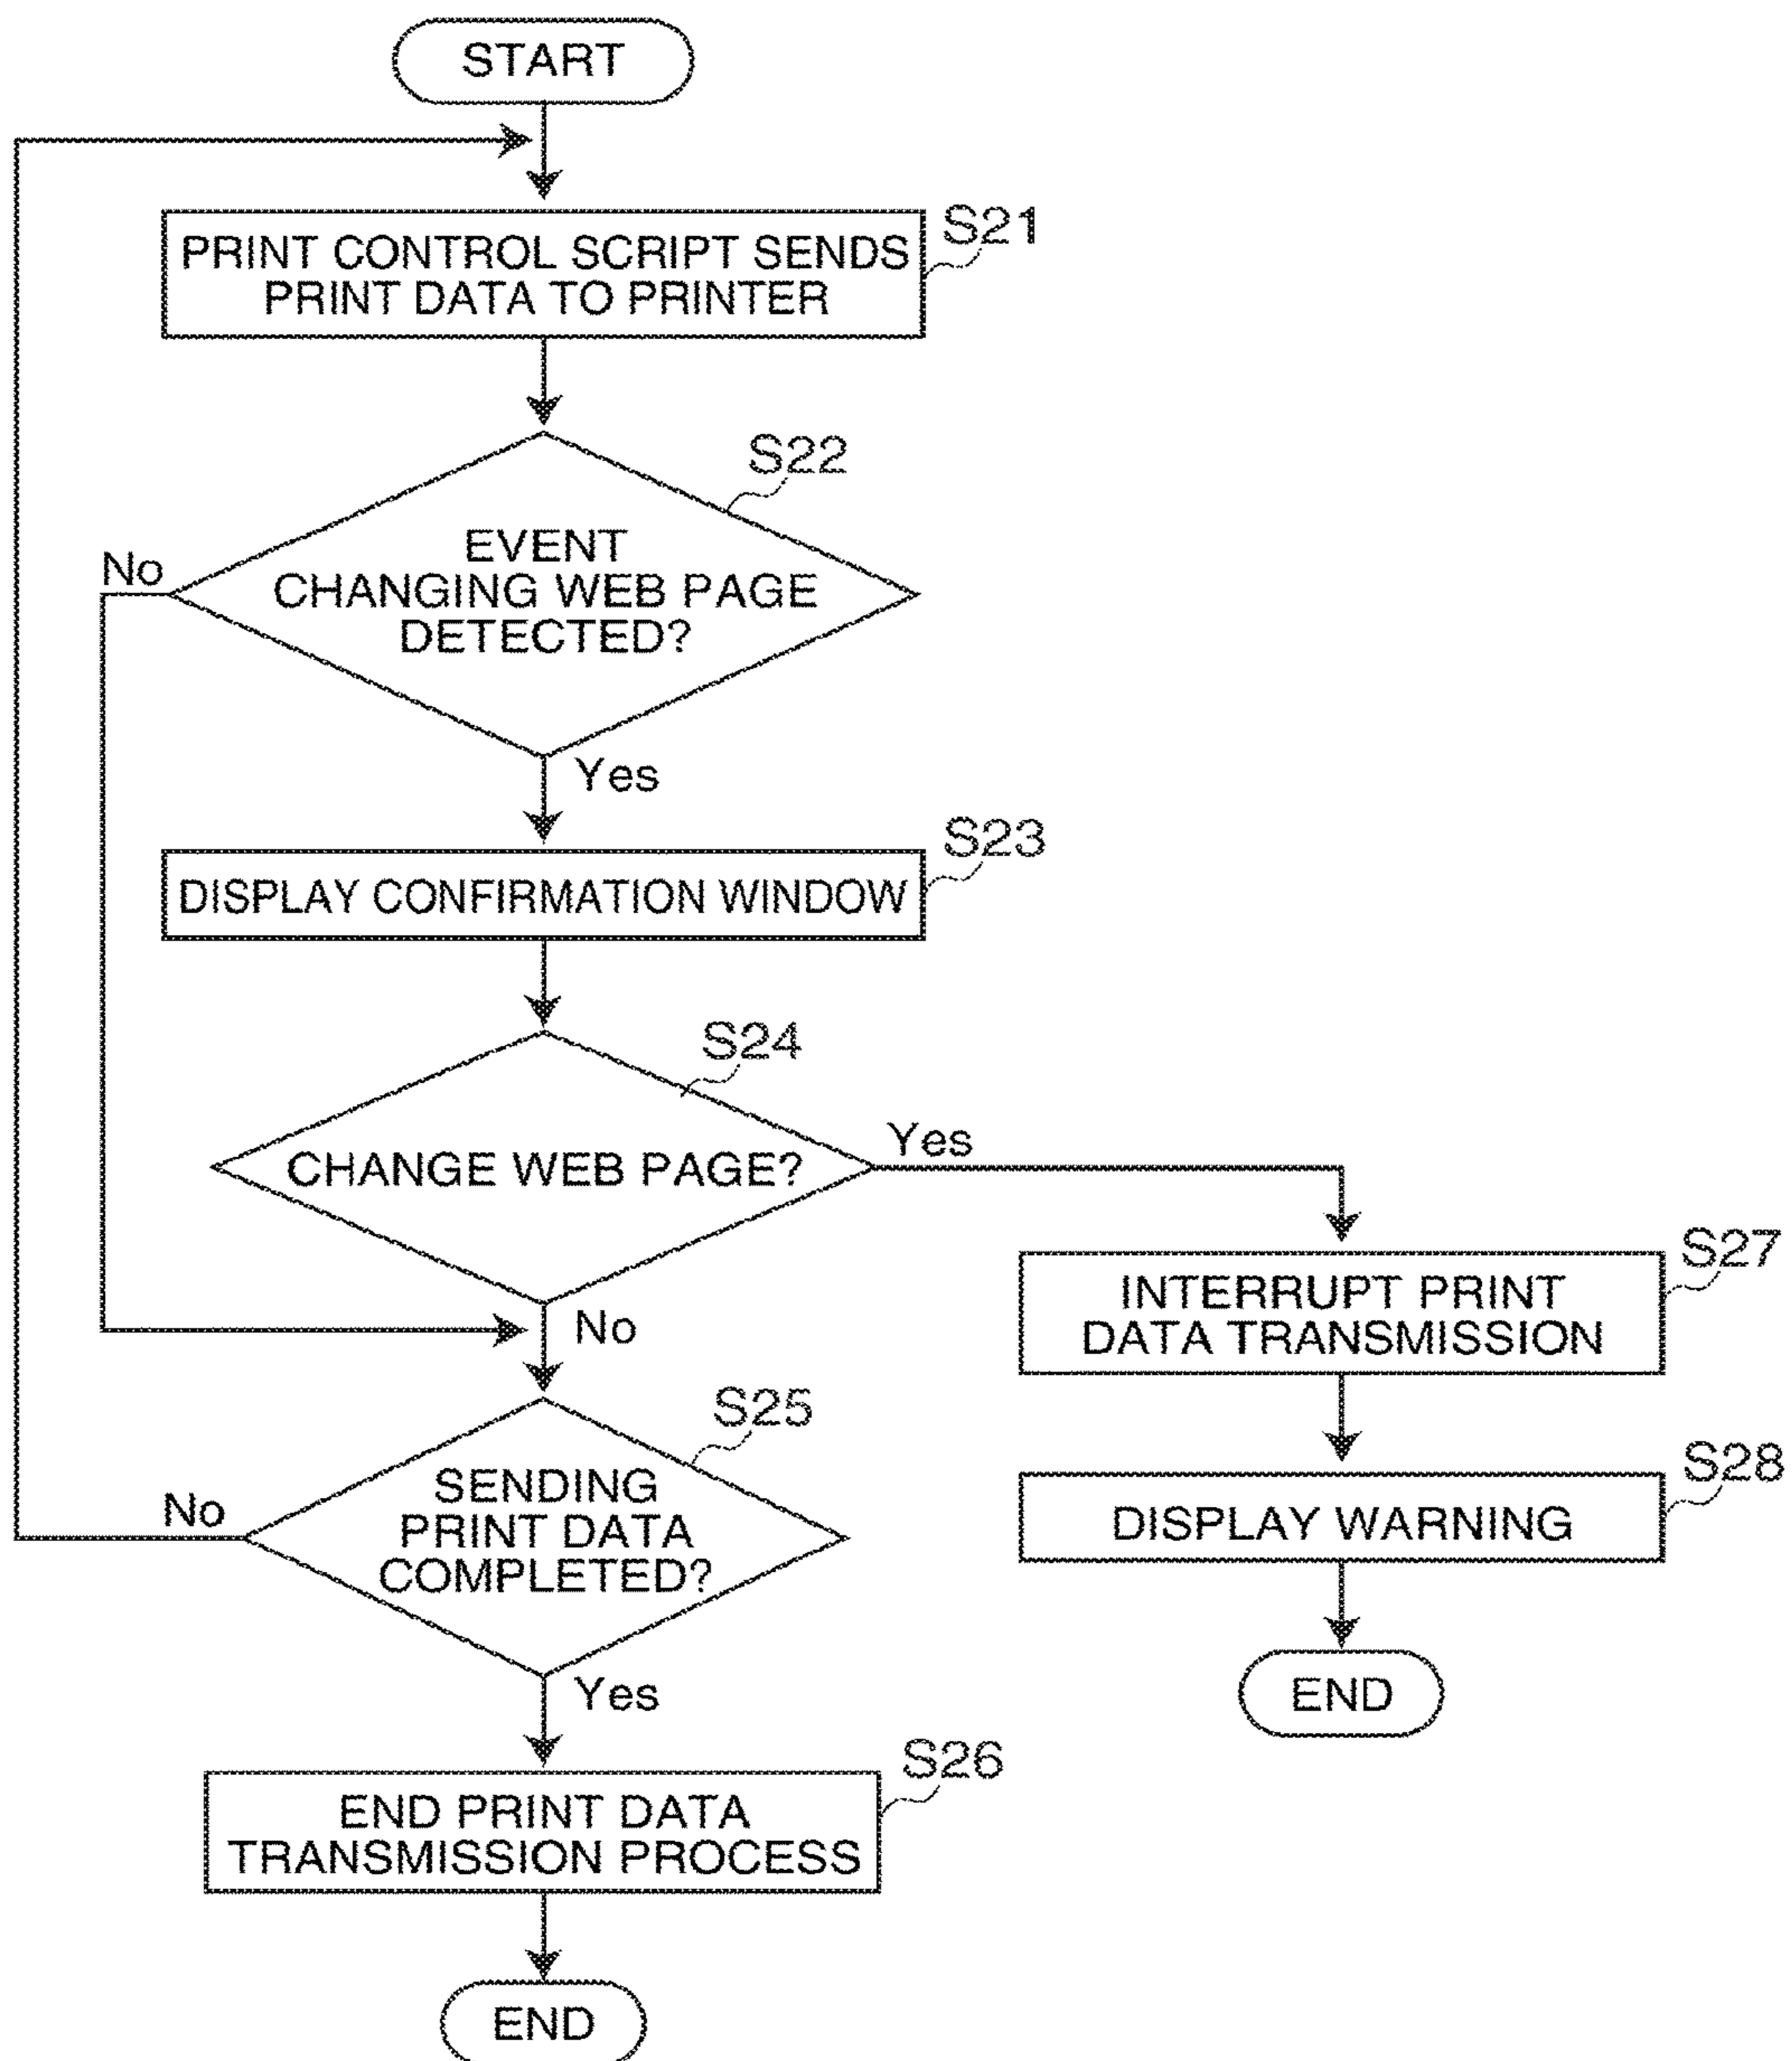 START
S21
PRINT CONTROL SCRIPT SENDS
PRINT DATA TO PRINTER
S22
EVENT
CHANGING WEB PAGE
DETECTED?
No
Yes
S23
DISPLAY CONFIRMATION WINDOW
S24
CHANGE WEB PAGE?
Yes
No
S27
INTERRUPT PRINT
DATA TRANSMISSION
S25
SENDING
PRINT DATA
COMPLETED?
No
Yes
S28
DISPLAY WARNING
END
S26
END PRINT DATA
TRANSMISSION PROCESS
END